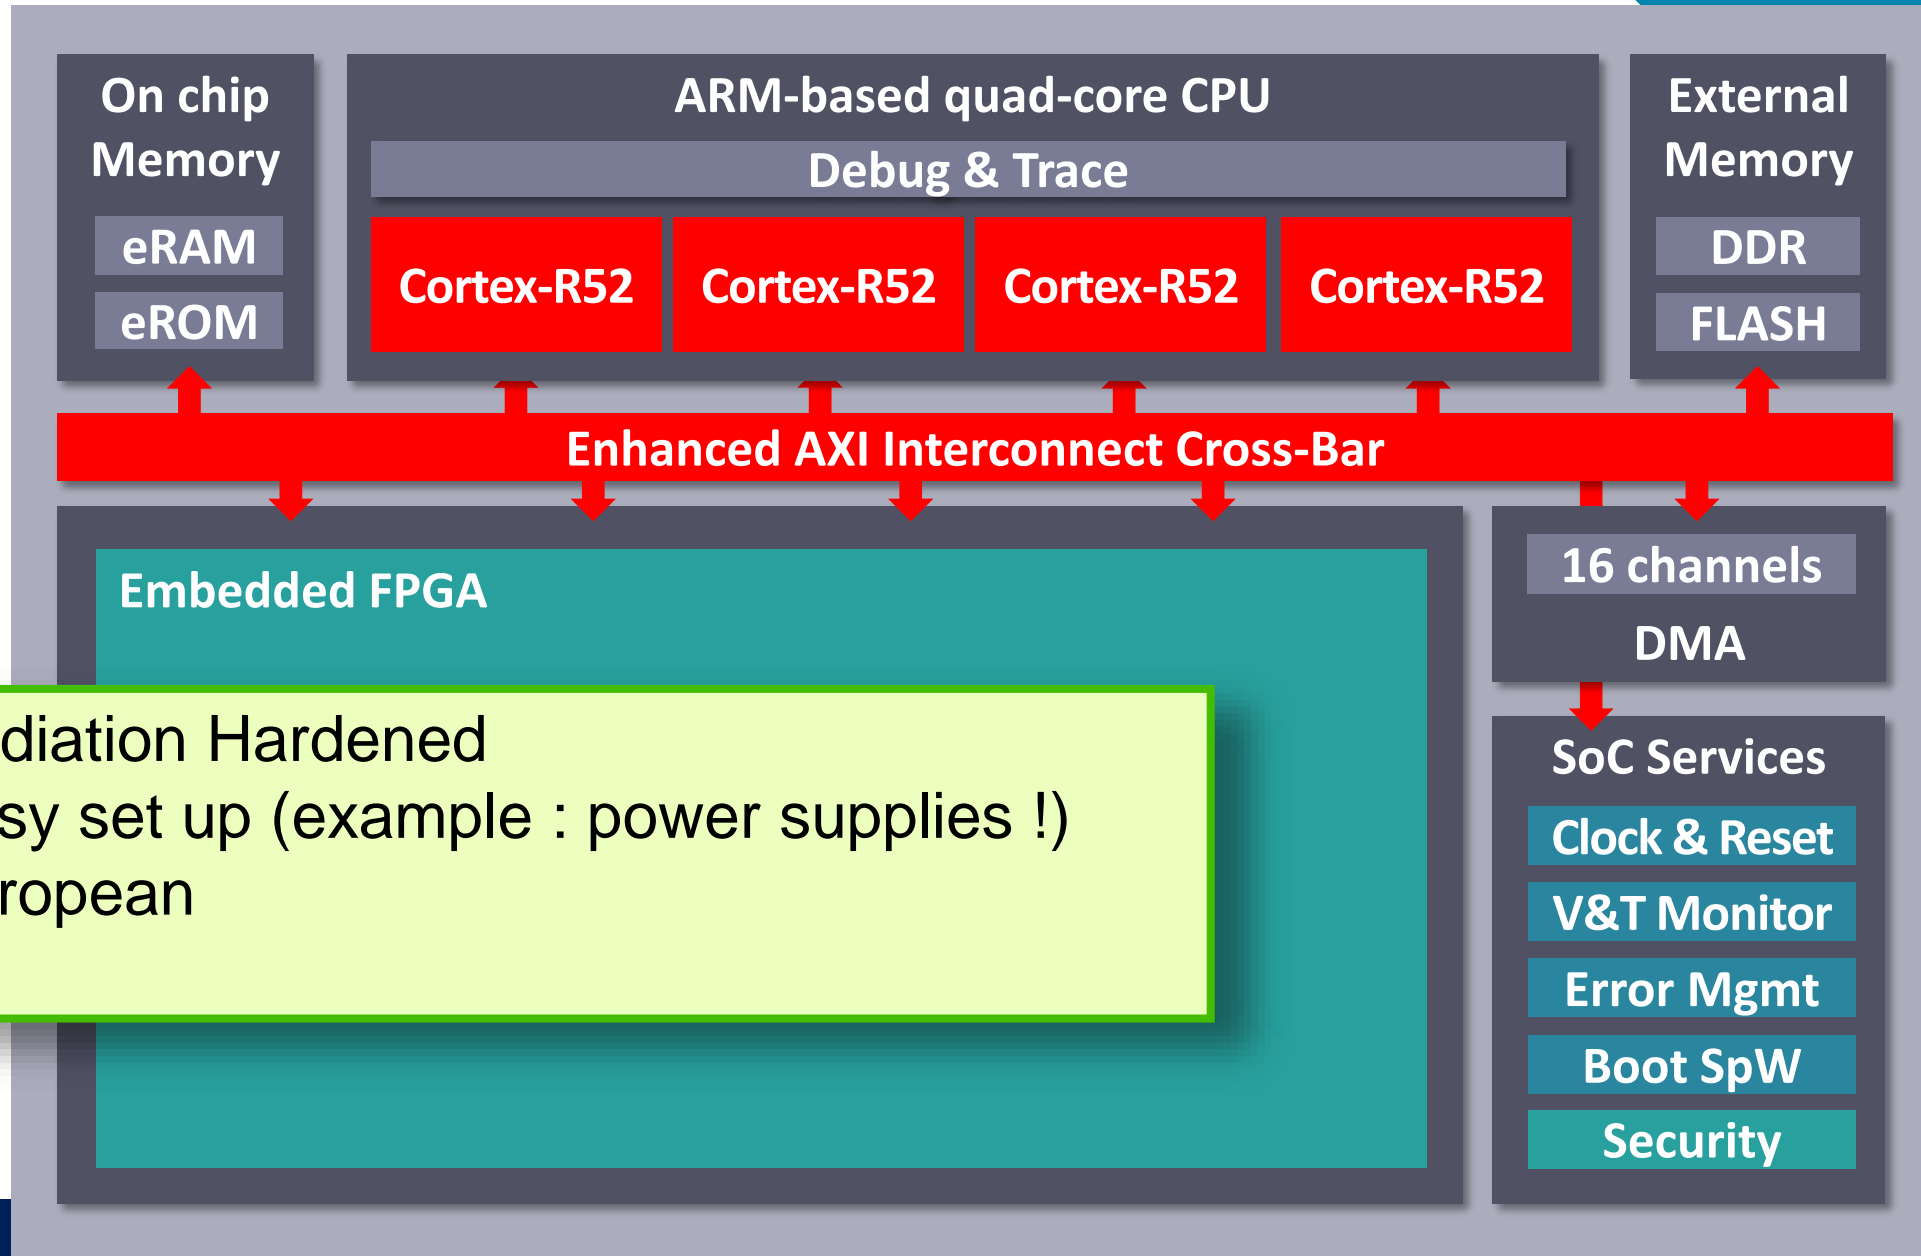 On chip
Memory
eRAM
eROM
ARM-based quad-core CPU
Debug & Trace
Cortex-R52
Cortex-R52
Cortex-R52
Cortex-R52
External
Memory
DDR
FLASH
Enhanced AXI Interconnect Cross-Bar
Embedded FPGA
diation Hardened
sy set up (example : power supplies !)
ropean
16 channels
DMA
SoC Services
Clock & Reset
V&T Monitor
Error Mgmt
Boot SpW
Security